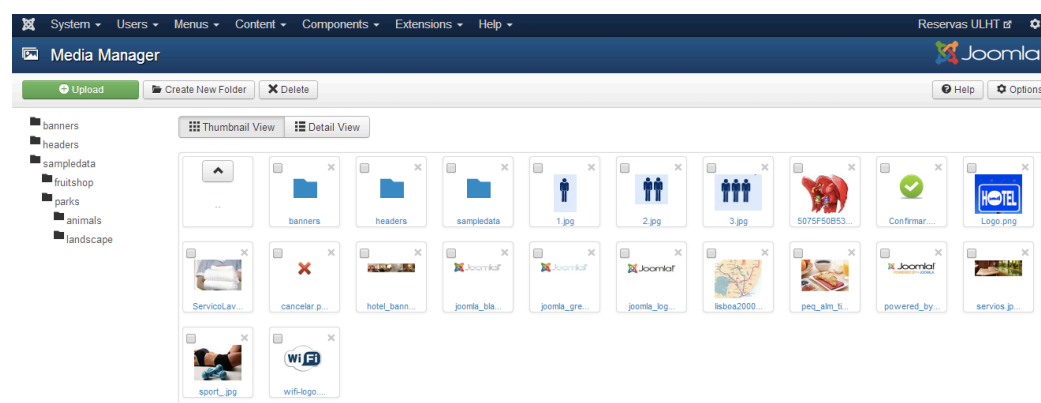 System Users Menus Content Components Extensions Help Reservas ULHT
Media Manager Joomla
Upload Create New Folder Delete Help Options
banners
headers
sampledata
fruitshop
parks
animals
landscape
Thumbnail View Detail View
..
banners headers sampledata 1.jpg 2.jpg 3.jpg 5075F50B53... Confirmar.... Logo.png
HOTEL
ServicoLav... cancelar.p... hotel_bann... joomla_bla... joomla_gre... joomla_log... lisboa2000... peq_alm_ti... powered_by... servios.jp...
Joomla! Joomla! Joomla! Joomla!
sport_.jpg wifi-logo....
Wi Fi